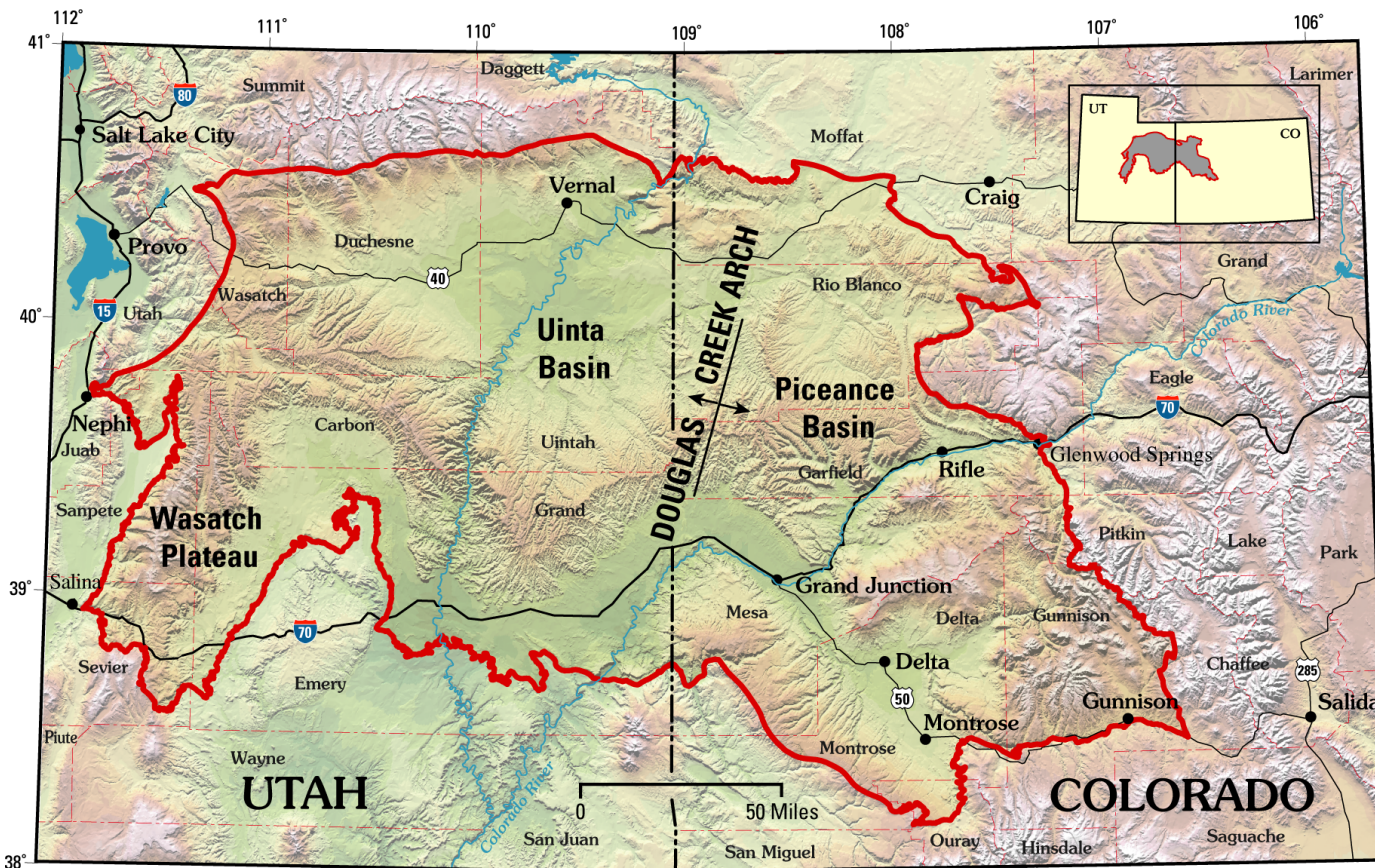 112°
111°
110°
109°
108°
107°
106°
41°
80
Summit
Daggett
Larimer
UT
CO
Salt Lake City
Moffat
Vernal
Craig
Provo
Duchesne
40
Grand
Rio Blanco
Wasatch
15
Utah
40°
Colorado River
Uinta
Basin
DOUGLAS CREEK ARCH
Piceance
Basin
Eagle
70
Nephi
Juab
Carbon
Uintah
Garfield
Rifle
Glenwood Springs
Sanpete
Wasatch
Plateau
Grand
Pitkin
Lake
Park
39°
Salina
Grand Junction
Mesa
Delta
Gunnison
70
Sevier
Emery
Delta
Chaffee
285
50
Gunnison
Salida
Montrose
Piute
Wayne
Montrose
UTAH
Colorado River
0
50 Miles
COLORADO
San Juan
San Miguel
Ouray
Hinsdale
Saguache
38°